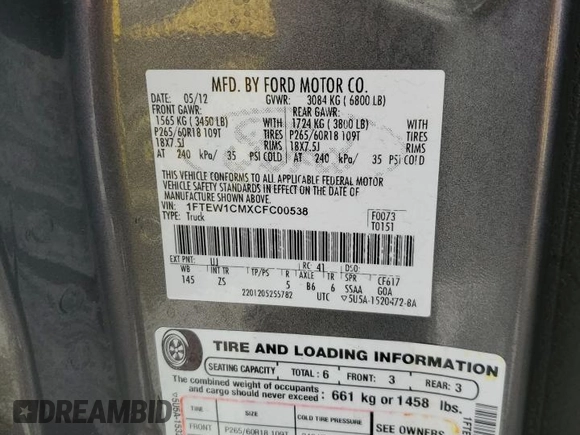 MFD. BY FORD MOTOR CO.
DATE: 05/12 GVWR: 3084 KG ( 6800 LB)
FRONT GAWR: REAR GAWR:
1565 KG ( 3450 LB) WITH 1724 KG ( 3800 LB) WITH
P265/60R18 109T TIRES P265/60R18 109T TIRES
18X7.5J RIMS 18X7.5J RIMS
AT 240 kPa/ 35 PSI COLD AT 240 kPa/ 35 PSI COLD
THIS VEHICLE CONFORMS TO ALL APPLICABLE FEDERAL MOTOR
VEHICLE SAFETY STANDARDS IN EFFECT ON THE DATE OF
MANUFACTURE SHOWN ABOVE.
VIN: 1FTEW1CMXCFC00538 F0073
TYPE: Truck T0151
EXT PNT: UJ RC: 41 DSO:
WB INT TR TP/PS R AXLE TR SPR CF617
145 ZS 5 B6 6 SSAA GOA
2201205255782 UTC ▽5U5A-1520472-BA
TIRE AND LOADING INFORMATION
SEATING CAPACITY TOTAL : 6 FRONT: 3 REAR: 3
The combined weight of occupants
and cargo should never exceed : 661 kg or 1458 lbs.
TIRE SIZE COLD TIRE PRESSURE
SEE OWNERS
FRONT P265/60R18 109T
1FTE
DREAMBID
DREAMBID